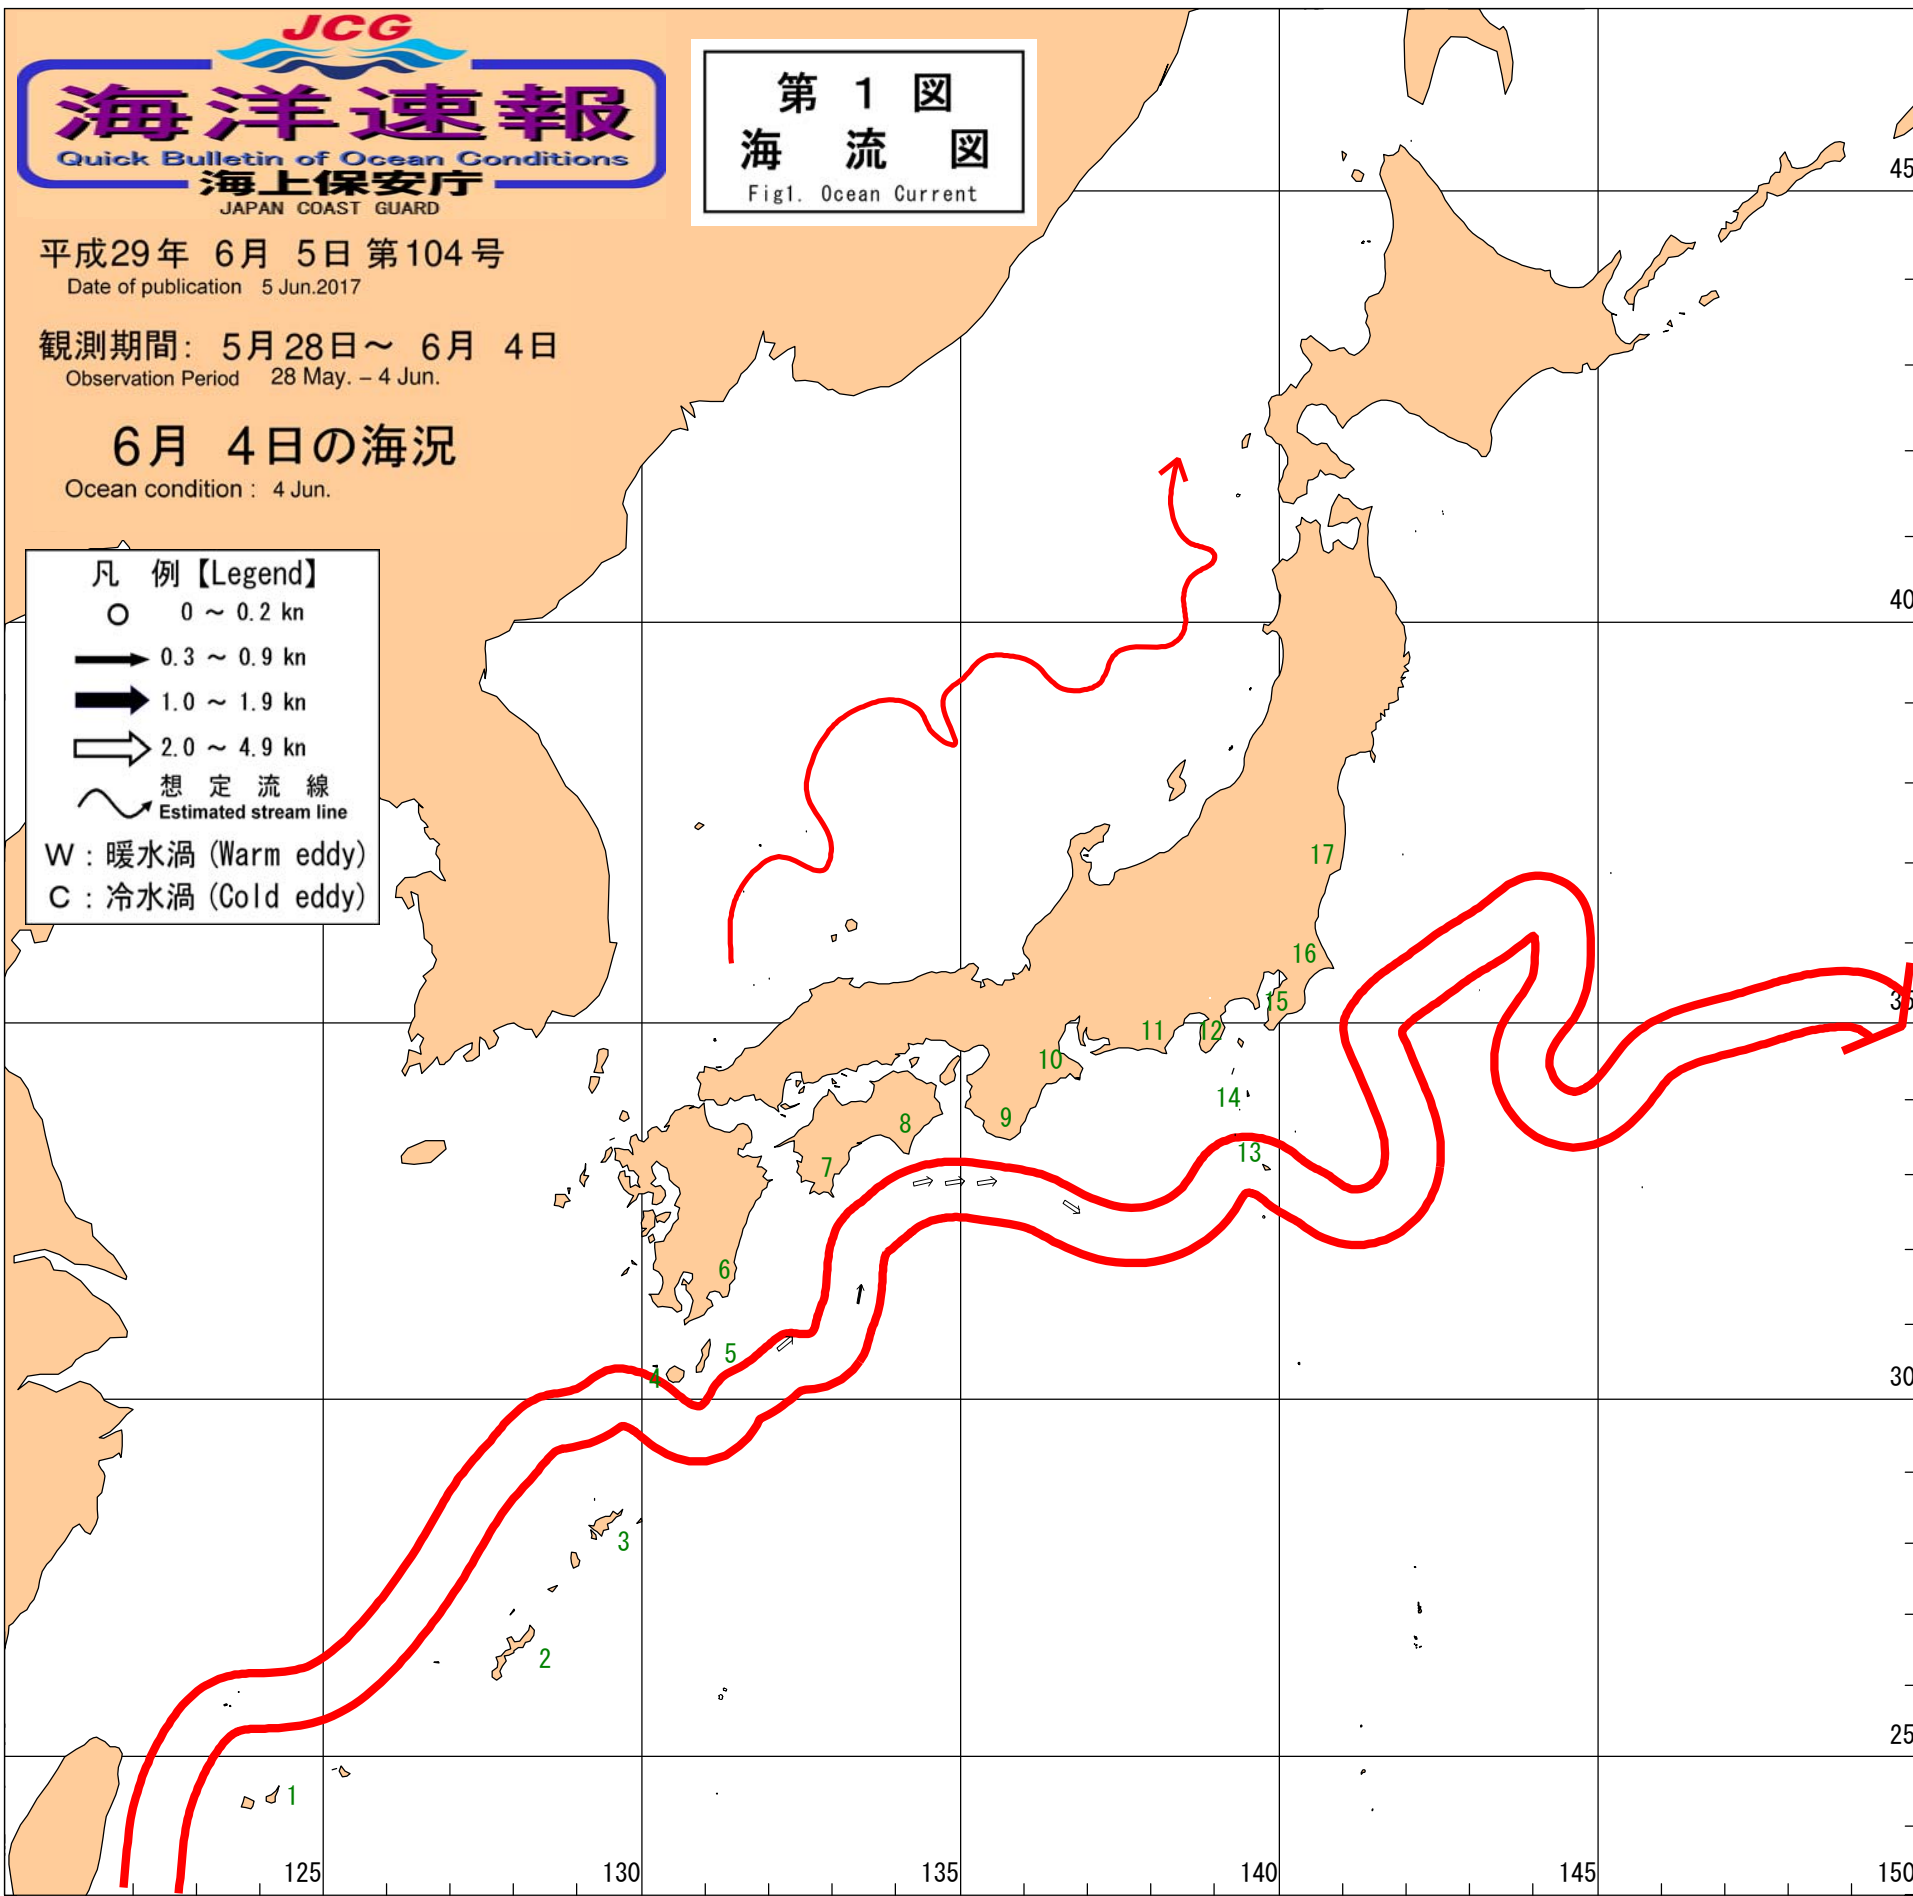 JCG
海洋速報
Quick Bulletin of Ocean Conditions
海上保安庁
JAPAN COAST GUARD
第 1 図
海 流 図
Fig1. Ocean Current
平成29年 6月 5日 第104号
Date of publication 5 Jun.2017
観測期間: 5月28日～ 6月 4日
Observation Period 28 May. – 4 Jun.
6月 4日の海況
Ocean condition : 4 Jun.
凡 例【Legend】
0 ～ 0.2 kn
0.3 ～ 0.9 kn
1.0 ～ 1.9 kn
2.0 ～ 4.9 kn
想 定 流 線
Estimated stream line
W : 暖水渦 (Warm eddy)
C : 冷水渦 (Cold eddy)
45
40
17
16
35
15
11
12
10
14
9
8
13
7
6
5
4
30
3
2
25
1
125
130
135
140
145
150